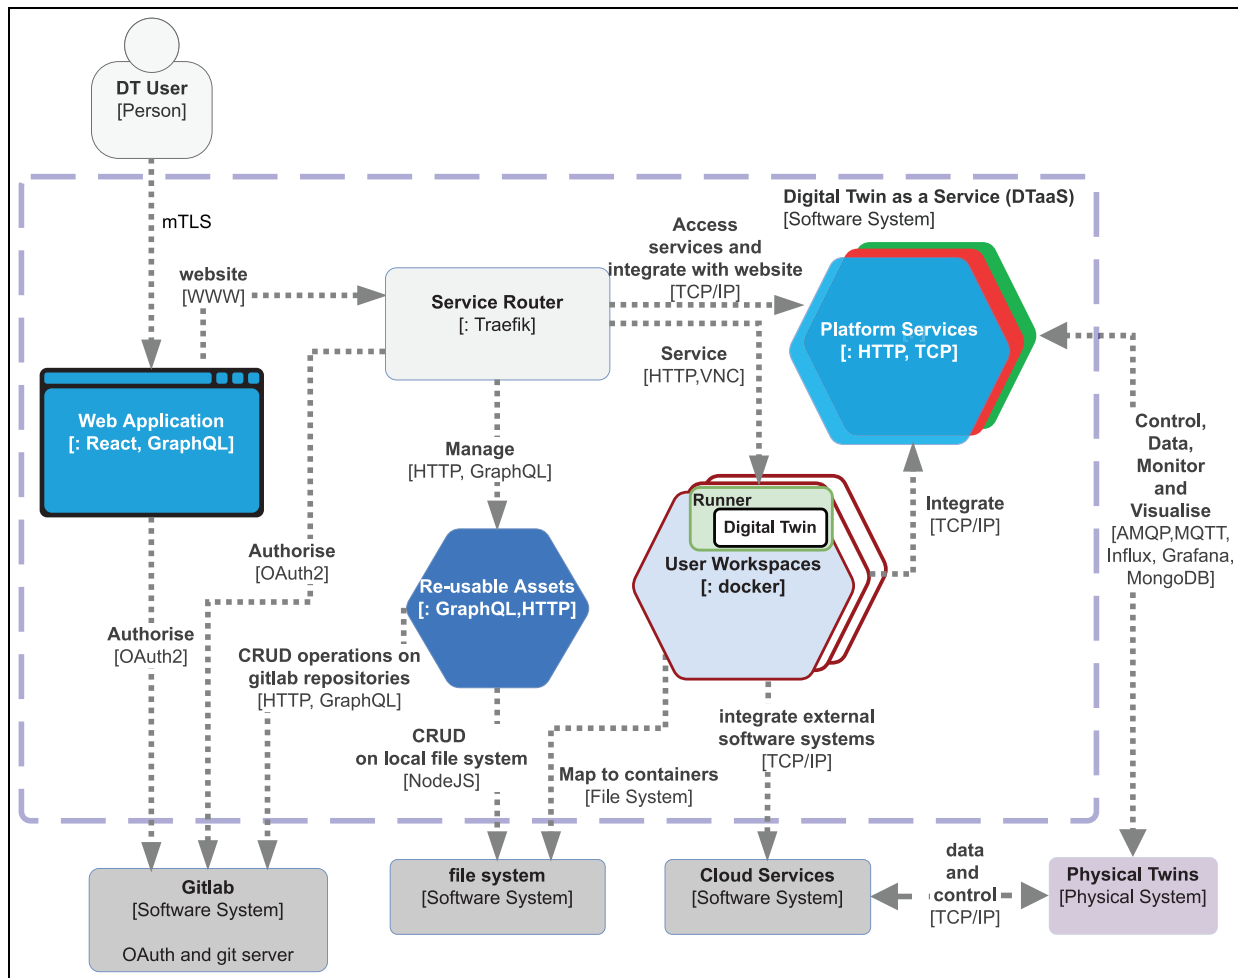 DT User
[Person]
mTLS
Digital Twin as a Service (DTaaS)
[Software System]
website
[WWW]
Service Router
[: Traefik]
Access
services and
integrate with website
[TCP/IP]
Platform Services
[: HTTP, TCP]
Service
[HTTP,VNC]
Web Application
[: React, GraphQL]
Manage
[HTTP, GraphQL]
Control,
Data,
Monitor
and
Visualise
[AMQP,MQTT,
Influx, Grafana,
MongoDB]
Runner
Digital Twin
User Workspaces
[: docker]
Integrate
[TCP/IP]
Authorise
[OAuth2]
Re-usable Assets
[: GraphQL,HTTP]
Authorise
[OAuth2]
CRUD operations on
gitlab repositories
[HTTP, GraphQL]
CRUD
on local file system
[NodeJS]
integrate external
software systems
[TCP/IP]
Map to containers
[File System]
Gitlab
[Software System]
OAuth and git server
file system
[Software System]
Cloud Services
[Software System]
data
and
control
[TCP/IP]
Physical Twins
[Physical System]